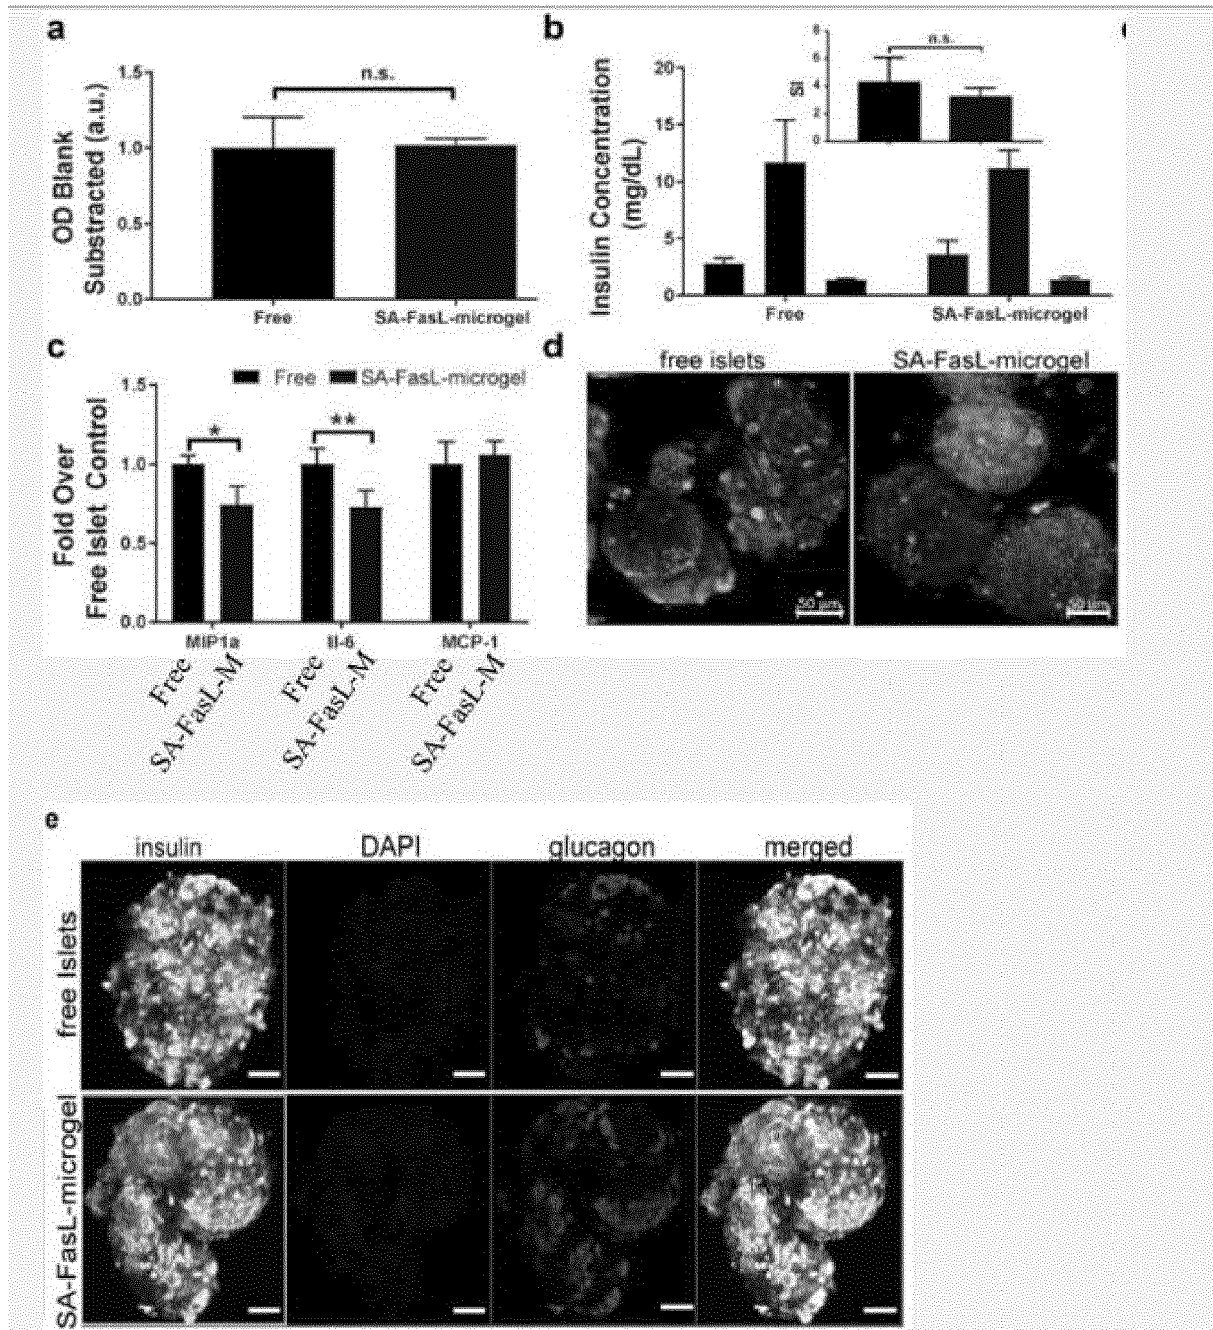 a
n.s.
1.5
1.0
0.5
0.0
OD Blank
Substracted (a.u.)
Free
SA-FasL-microgel
b
n.s.
8
6
4
2
0
SI
20
15
10
5
0
Insulin Concentration
(mg/dL)
Free
SA-FasL-microgel
c
Free
SA-FasL-microgel
1.5
1.0
0.5
0.0
Fold Over
Free Islet Control
*
**
MIP1a
Il-6
MCP-1
Free
SA-FasL-M
Free
SA-FasL-M
Free
SA-FasL-M
d
free islets
SA-FasL-microgel
50 µm
50 µm
e
insulin
DAPI
glucagon
merged
free Islets
SA-FasL-microgel